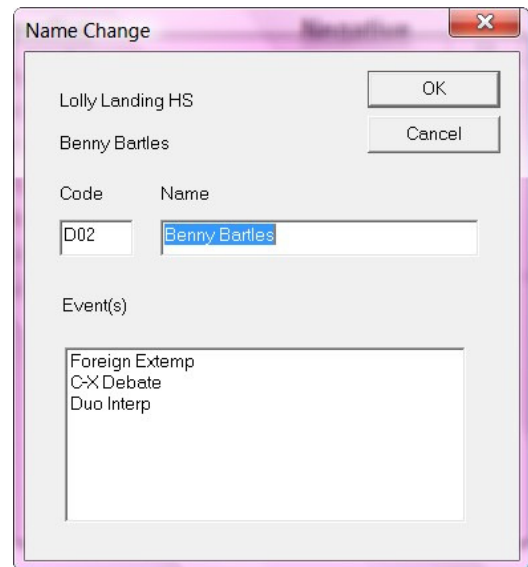 Name Change
Negative
Lolly Landing HS
OK
Benny Bartles
Cancel
Code Name
D02 Benny Bartles
Event(s)
Foreign Extemp
C-X Debate
Duo Interp